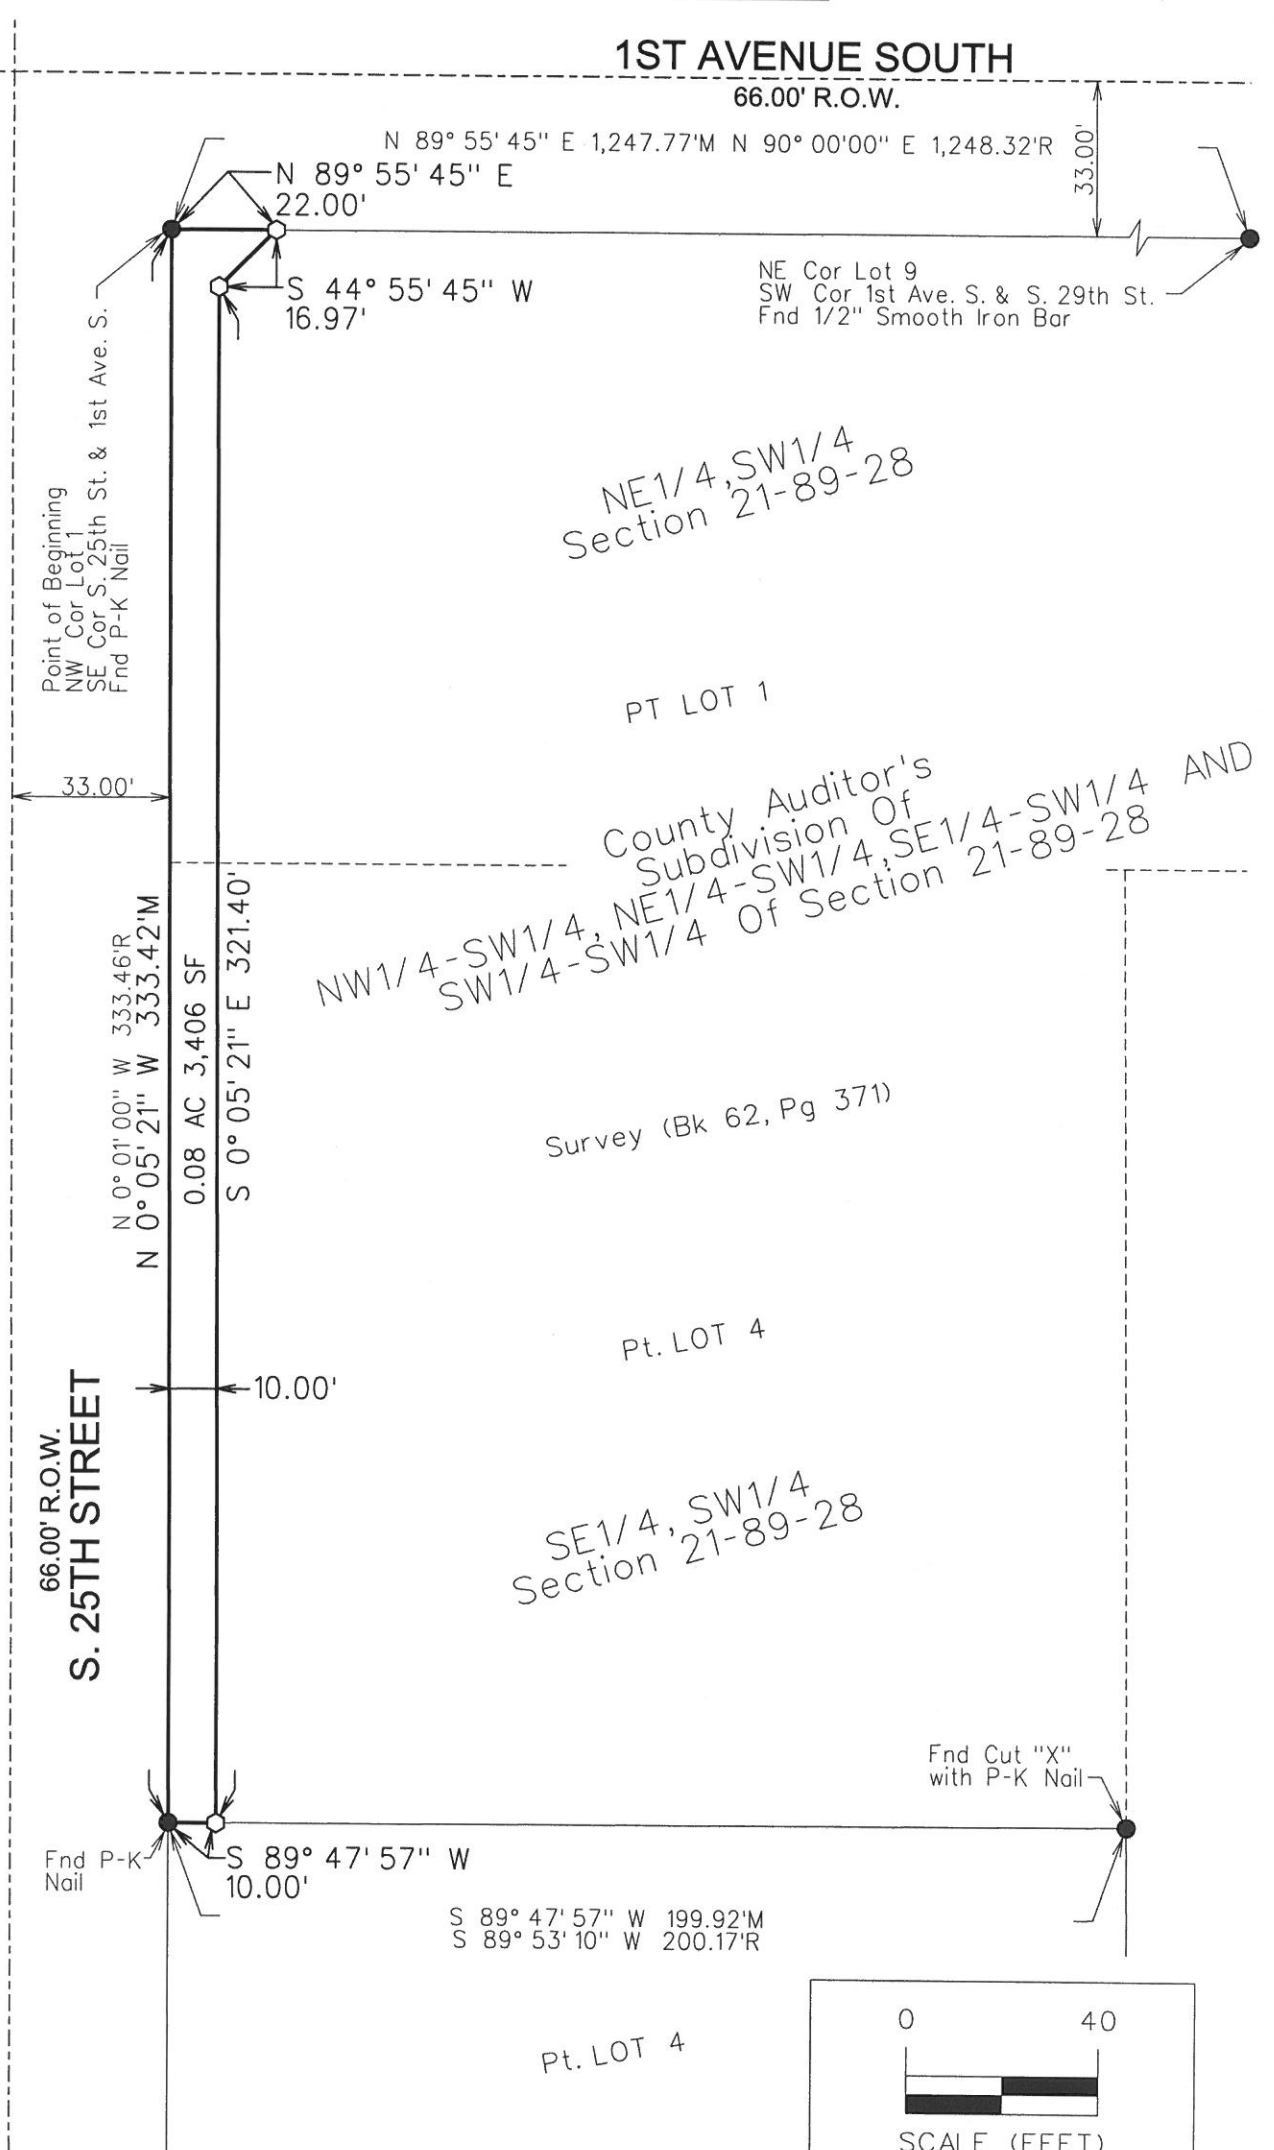 1ST AVENUE SOUTH
66.00' R.O.W.
N 89° 55' 45" E 1,247.77'M N 90° 00'00" E 1,248.32'R
33.00'
N 89° 55' 45" E
22.00'
S 44° 55' 45" W
16.97'
NE Cor Lot 9
SW Cor 1st Ave. S. & S. 29th St.
Fnd 1/2" Smooth Iron Bar
Point of Beginning
NW Cor Lot 1
SE Cor S. 25th St. & 1st Ave. S.
Fnd P-K Nail
NE1/4,SW1/4
Section 21-89-28
PT LOT 1
33.00'
County Auditor's
Subdivision Of
NW1/4-SW1/4, NE1/4-SW1/4,SE1/4-SW1/4 AND
SW1/4-SW1/4 Of Section 21-89-28
N 0° 01' 00" W 333.46'R
N 0° 05' 21" W 333.42'M
0.08 AC 3,406 SF
S 0° 05' 21" E 321.40'
Survey (Bk 62, Pg 371)
Pt. LOT 4
10.00'
66.00' R.O.W.
S. 25TH STREET
SE1/4, SW1/4
Section 21-89-28
Fnd Cut "X"
with P-K Nail
Fnd P-K
Nail
S 89° 47' 57" W
10.00'
S 89° 47' 57" W 199.92'M
S 89° 53' 10" W 200.17'R
Pt. LOT 4
0 40
SCALE (FEET)